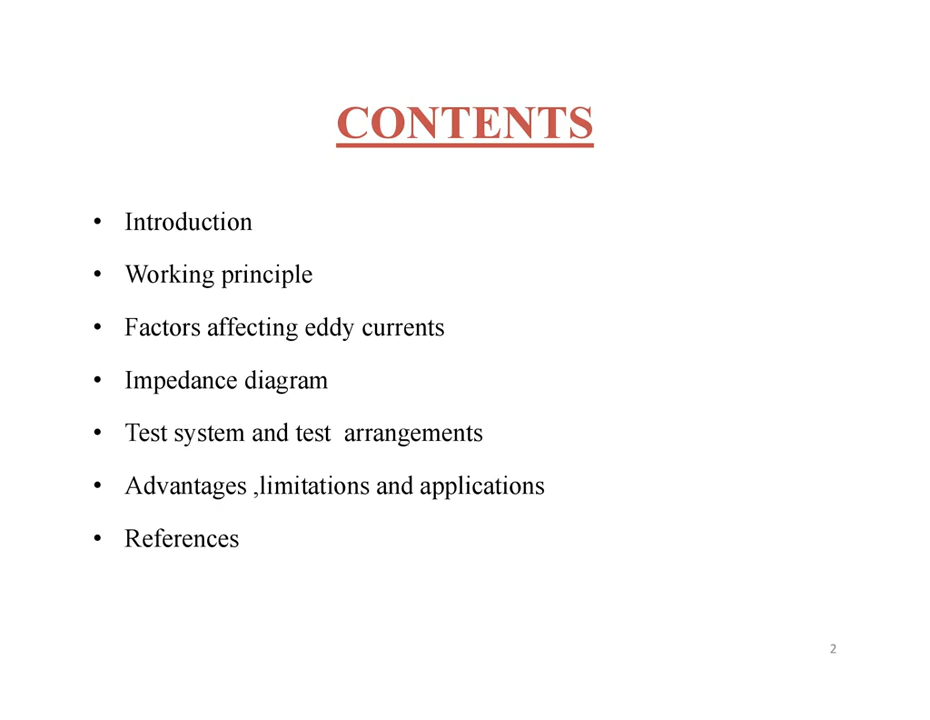 CONTENTS
• Introduction
• Working principle
• Factors affecting eddy currents
• Impedance diagram
• Test system and test  arrangements
• Advantages ,limitations and applications
• References
2